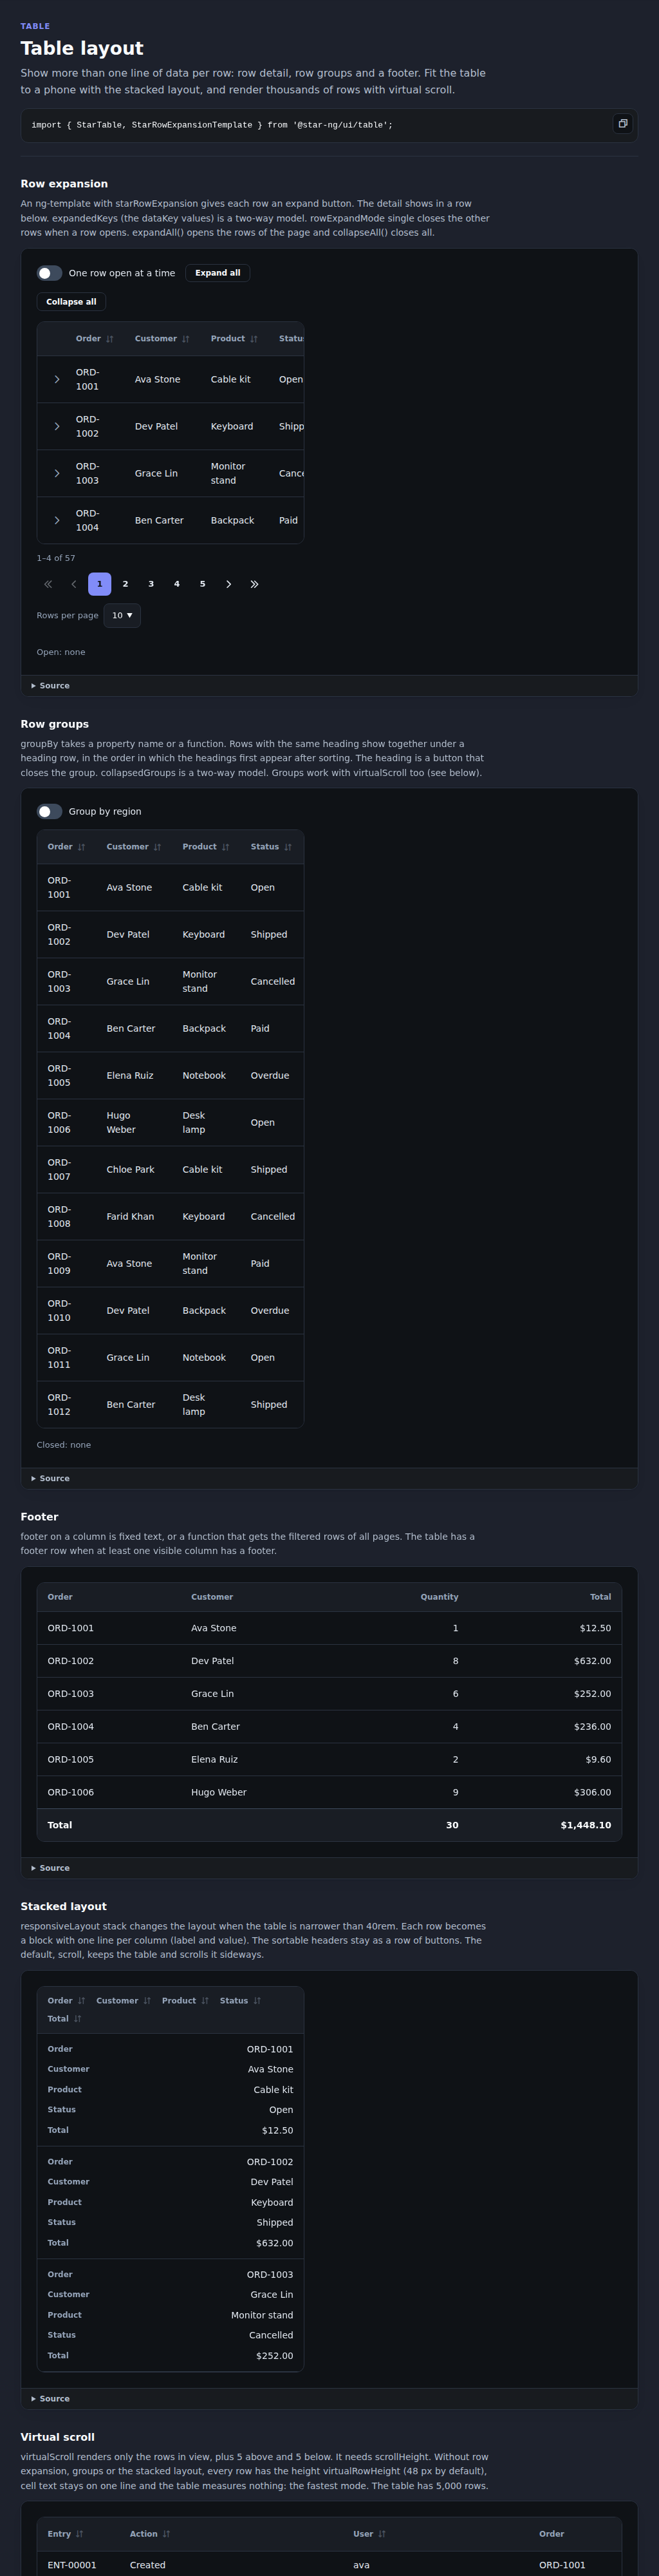 TABLE
Table layout
Show more than one line of data per row: row detail, row groups and a footer. Fit the table
to a phone with the stacked layout, and render thousands of rows with virtual scroll.
import { StarTable, StarRowExpansionTemplate } from '@star-ng/ui/table';
Row expansion
An ng-template with starRowExpansion gives each row an expand button. The detail shows in a row
below. expandedKeys (the dataKey values) is a two-way model. rowExpandMode single closes the other
rows when a row opens. expandAll() opens the rows of the page and collapseAll() closes all.
One row open at a time Expand all
Collapse all
Order Customer Product Status
ORD-
1001 Ava Stone Cable kit Open
ORD-
1002 Dev Patel Keyboard Shipp
ORD-
1003 Grace Lin Monitor
stand Cance
ORD-
1004 Ben Carter Backpack Paid
1–4 of 57
1 2 3 4 5
Rows per page 10
Open: none
Source
Row groups
groupBy takes a property name or a function. Rows with the same heading show together under a
heading row, in the order in which the headings first appear after sorting. The heading is a button that
closes the group. collapsedGroups is a two-way model. Groups work with virtualScroll too (see below).
Group by region
Order Customer Product Status
ORD-
1001 Ava Stone Cable kit Open
ORD-
1002 Dev Patel Keyboard Shipped
ORD-
1003 Grace Lin Monitor
stand Cancelled
ORD-
1004 Ben Carter Backpack Paid
ORD-
1005 Elena Ruiz Notebook Overdue
ORD-
1006 Hugo
Weber Desk
lamp Open
ORD-
1007 Chloe Park Cable kit Shipped
ORD-
1008 Farid Khan Keyboard Cancelled
ORD-
1009 Ava Stone Monitor
stand Paid
ORD-
1010 Dev Patel Backpack Overdue
ORD-
1011 Grace Lin Notebook Open
ORD-
1012 Ben Carter Desk
lamp Shipped
Closed: none
Source
Footer
footer on a column is fixed text, or a function that gets the filtered rows of all pages. The table has a
footer row when at least one visible column has a footer.
Order Customer Quantity Total
ORD-1001 Ava Stone 1 $12.50
ORD-1002 Dev Patel 8 $632.00
ORD-1003 Grace Lin 6 $252.00
ORD-1004 Ben Carter 4 $236.00
ORD-1005 Elena Ruiz 2 $9.60
ORD-1006 Hugo Weber 9 $306.00
Total 30 $1,448.10
Source
Stacked layout
responsiveLayout stack changes the layout when the table is narrower than 40rem. Each row becomes
a block with one line per column (label and value). The sortable headers stay as a row of buttons. The
default, scroll, keeps the table and scrolls it sideways.
Order Customer Product Status
Total
Order ORD-1001
Customer Ava Stone
Product Cable kit
Status Open
Total $12.50
Order ORD-1002
Customer Dev Patel
Product Keyboard
Status Shipped
Total $632.00
Order ORD-1003
Customer Grace Lin
Product Monitor stand
Status Cancelled
Total $252.00
Source
Virtual scroll
virtualScroll renders only the rows in view, plus 5 above and 5 below. It needs scrollHeight. Without row
expansion, groups or the stacked layout, every row has the height virtualRowHeight (48 px by default),
cell text stays on one line and the table measures nothing: the fastest mode. The table has 5,000 rows.
Entry Action User Order
ENT-00001 Created ava ORD-1001